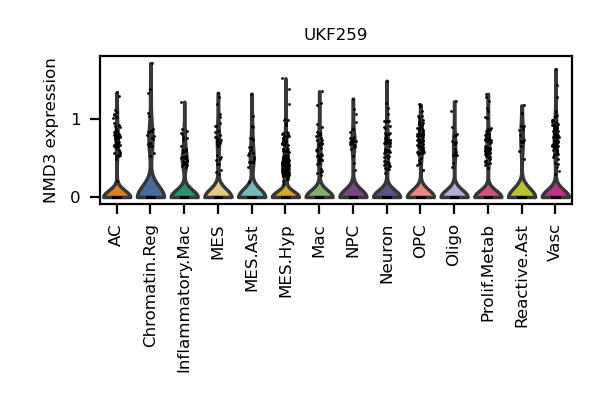 UKF259
NMD3 expression
1
0
AC
Chromatin.Reg
Inflammatory.Mac
MES
MES.Ast
MES.Hyp
Mac
NPC
Neuron
OPC
Oligo
Prolif.Metab
Reactive.Ast
Vasc